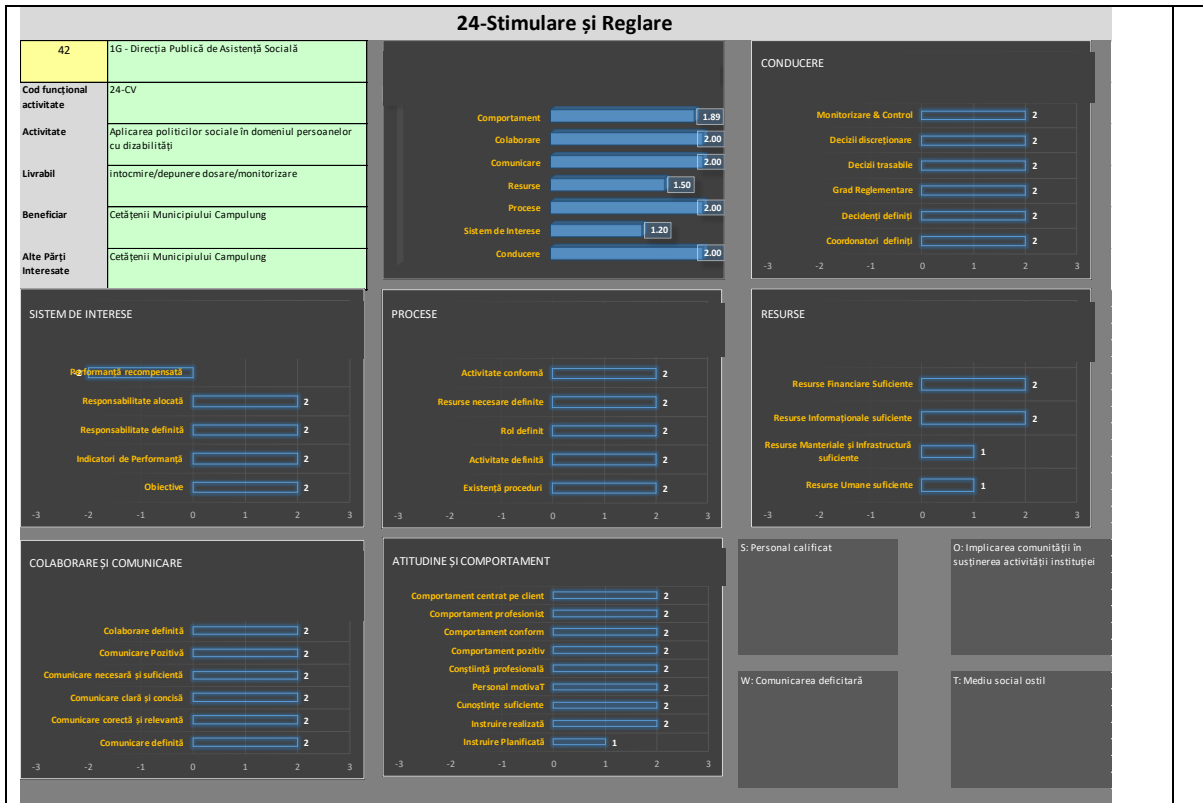 24-Stimulare și Reglare
42
1G - Direcția Publică de Asistență Socială
Cod funcțional
activitate
24-CV
Activitate
Aplicarea politicilor sociale în domeniul persoanelor
cu dizabilități
Livrabil
intocmire/depunere dosare/monitorizare
Beneficiar
Cetățenii Municipiului Campulung
Alte Părți
Interesate
Cetățenii Municipiului Campulung
Comportament 1.89
Colaborare 2.00
Comunicare 2.00
Resurse 1.50
Procese 2.00
Sistem de Interese 1.20
Conducere 2.00
CONDUCERE
Monitorizare & Control 2
Decizii discreționare 2
Decizii trasabile 2
Grad Reglementare 2
Decidenți definiți 2
Coordonatori definiți 2
-3 -2 -1 0 1 2 3
SISTEM DE INTERESE
Performanță recompensată -2
Responsabilitate alocată 2
Responsabilitate definită 2
Indicatori de Performanță 2
Obiective 2
-3 -2 -1 0 1 2 3
PROCESE
Activitate conformă 2
Resurse necesare definite 2
Rol definit 2
Activitate definită 2
Existență proceduri 2
-3 -2 -1 0 1 2 3
RESURSE
Resurse Financiare Suficiente 2
Resurse Informaționale suficiente 2
Resurse Manteriale și Infrastructură
suficiente 1
Resurse Umane suficiente 1
-3 -2 -1 0 1 2 3
COLABORARE ȘI COMUNICARE
Colaborare definită 2
Comunicare Pozitivă 2
Comunicare necesară și suficientă 2
Comunicare clară și concisă 2
Comunicare corectă și relevantă 2
Comunicare definită 2
-3 -2 -1 0 1 2 3
ATITUDINE ȘI COMPORTAMENT
Comportament centrat pe client 2
Comportament profesionist 2
Comportament conform 2
Comportament pozitiv 2
Conștiință profesională 2
Personal motivaT 2
Cunoștințe suficiente 2
Instruire realizată 2
Instruire Planificată 1
-3 -2 -1 0 1 2 3
S: Personal calificat
O: Implicarea comunității în
susținerea activității instituției
W: Comunicarea deficitară
T: Mediu social ostil